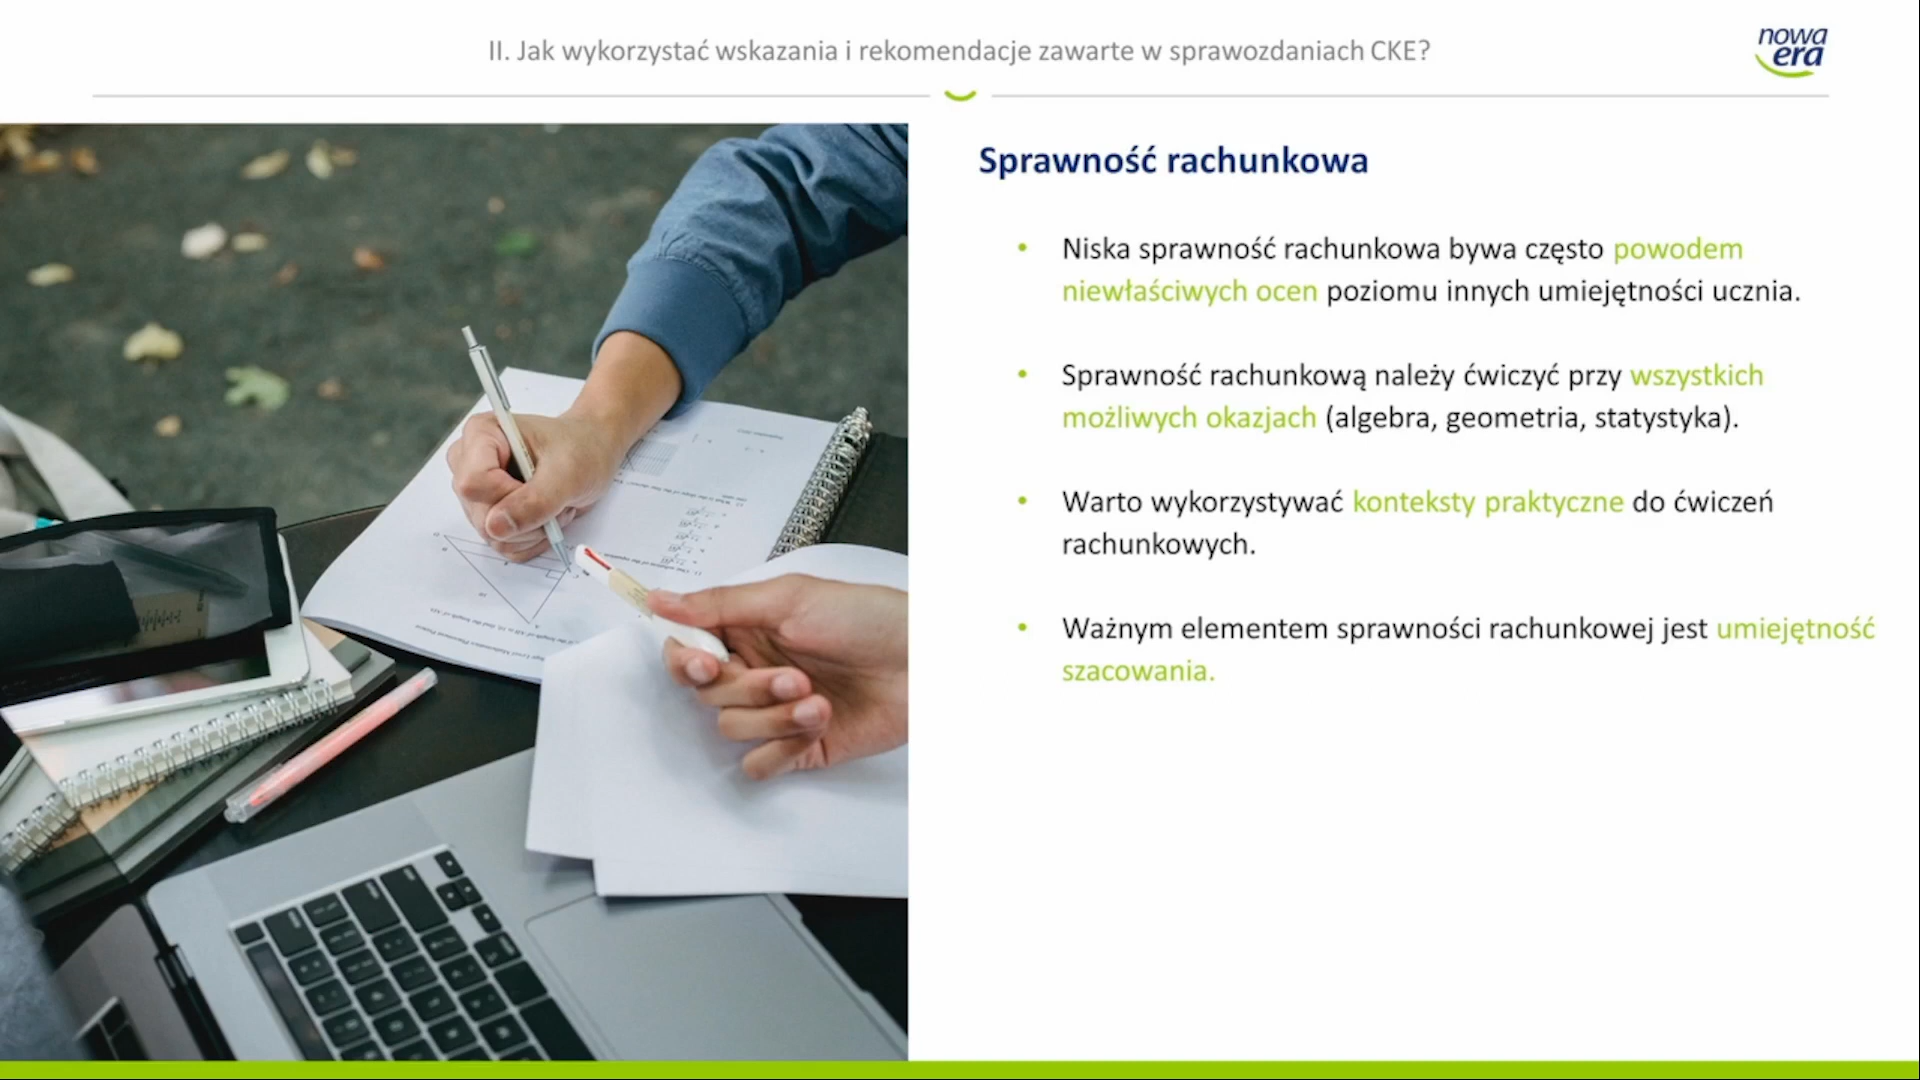 II. Jak wykorzystać wskazania i rekomendacje zawarte w sprawozdaniach CKE?
nowa
era
Sprawność rachunkowa
• Niska sprawność rachunkowa bywa często powodem
niewłaściwych ocen poziomu innych umiejętności ucznia.
• Sprawność rachunkową należy ćwiczyć przy wszystkich
możliwych okazjach (algebra, geometria, statystyka).
• Warto wykorzystywać konteksty praktyczne do ćwiczeń
rachunkowych.
• Ważnym elementem sprawności rachunkowej jest umiejętność
szacowania.